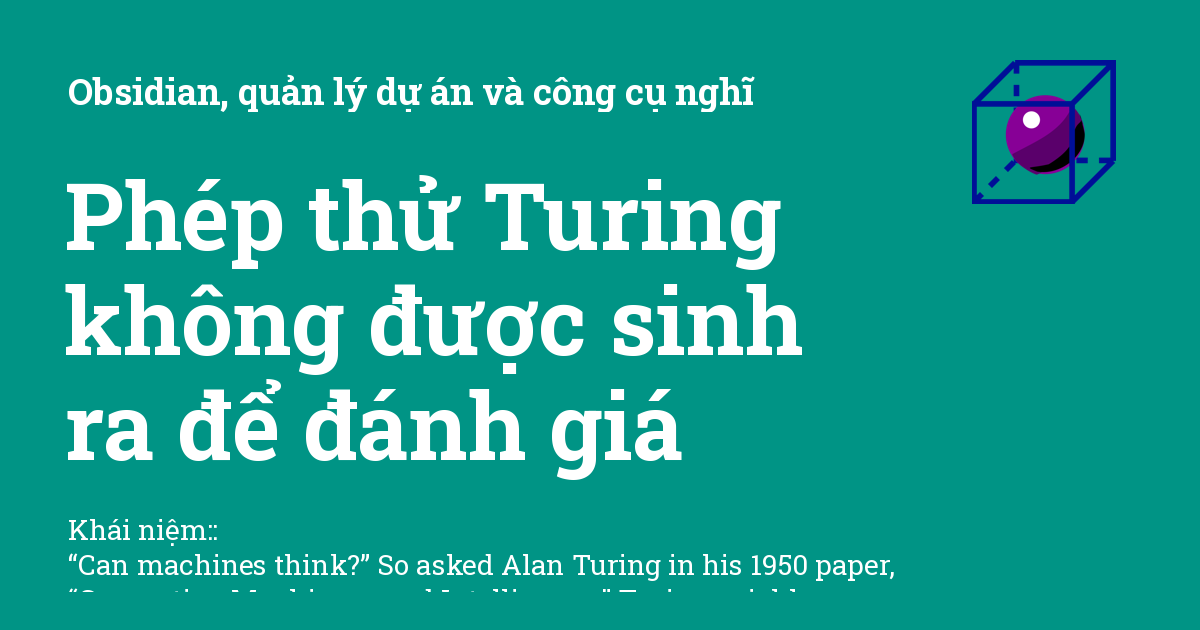 Obsidian, quản lý dự án và công cụ nghĩ
Phép thử Turing
không được sinh
ra để đánh giá
Khái niệm::
“Can machines think?” So asked Alan Turing in his 1950 paper,